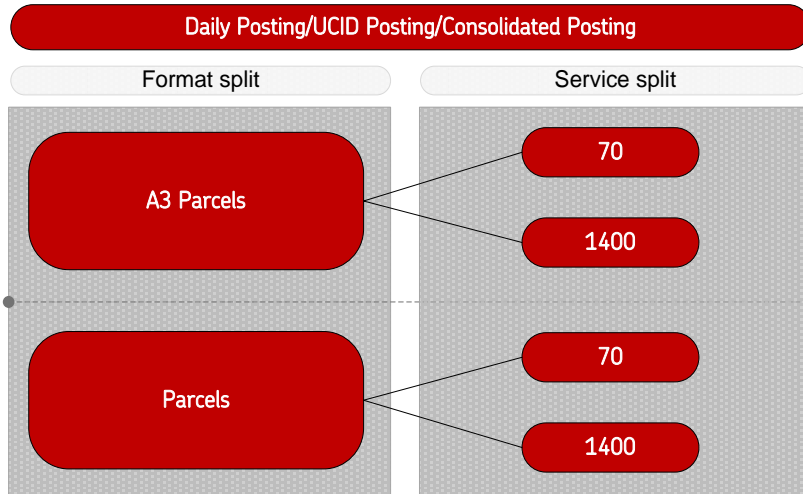 Daily Posting/UCID Posting/Consolidated Posting
Format split
Service split
A3 Parcels
70
1400
Parcels
70
1400